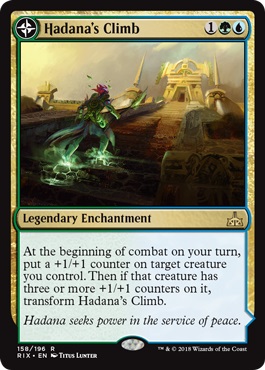 Hadana's Climb 1
Legendary Enchantment
At the beginning of combat on your turn,
put a +1/+1 counter on target creature
you control. Then if that creature has
three or more +1/+1 counters on it,
transform Hadana's Climb.
Hadana seeks power in the service of peace.
158/196 R
RIX • EN Titus Lunter
™ & © 2018 Wizards of the Coast